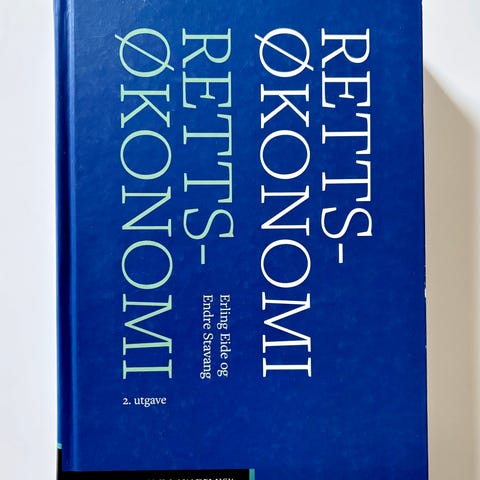 RETTS-
ØKONOMI
Erling Eide og
Endre Stavang
RETTS-
ØKONOMI
2. utgave